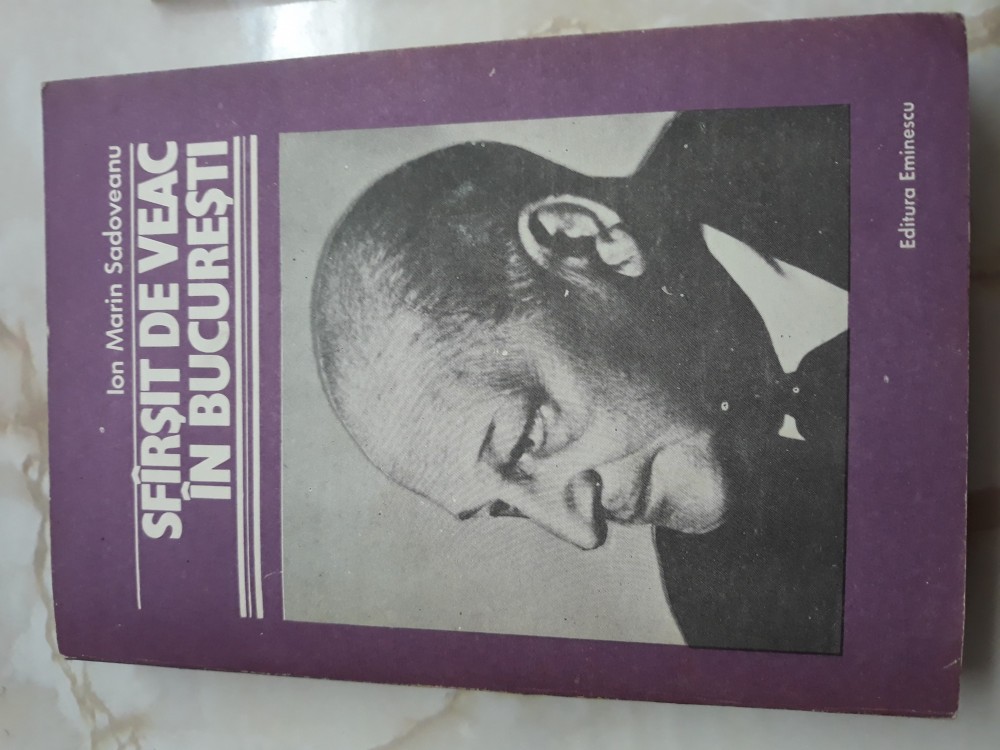 Ion Marin Sadoveanu
SFÎRȘIT DE VEAC
ÎN BUCUREȘTI
Editura Eminescu